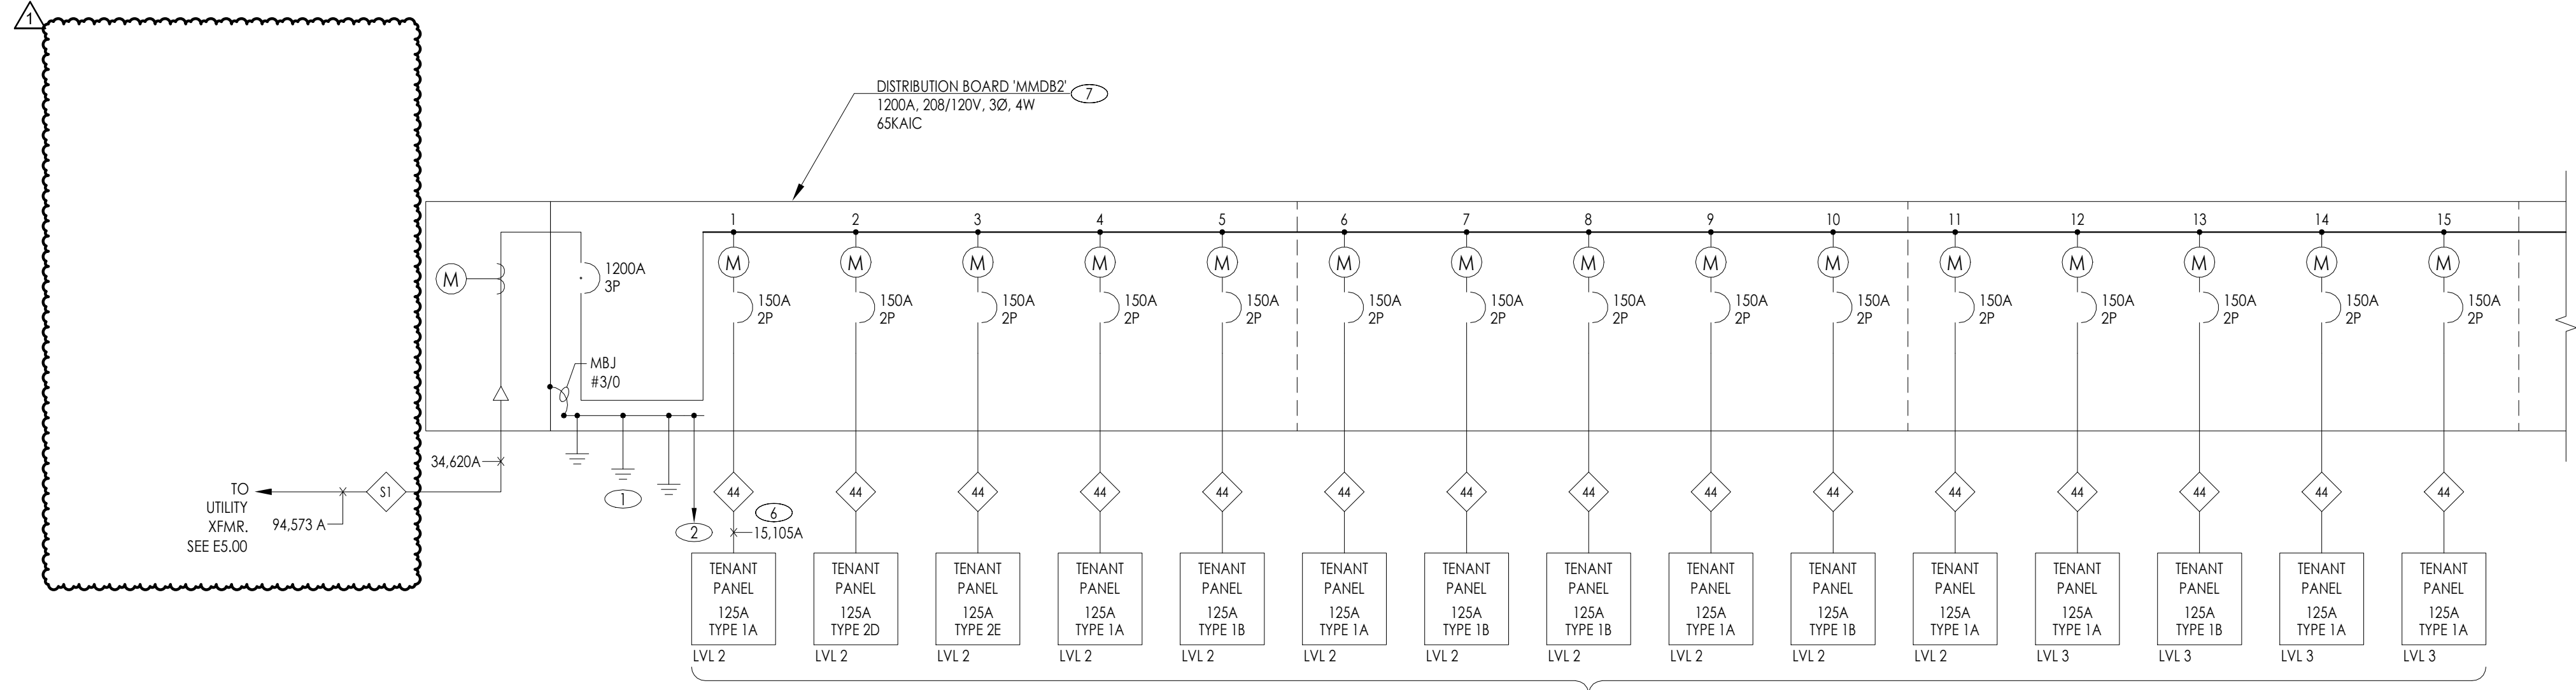 1
DISTRIBUTION BOARD 'MMDB2'
7
1200A, 208/120V, 3Ø, 4W
65KAIC
1 2 3 4 5 6 7 8 9 10 11 12 13 14 15
M M M M M M M M M M M M M M M
M
1200A
3P
150A 150A 150A 150A 150A 150A 150A 150A 150A 150A 150A 150A 150A 150A 150A
2P 2P 2P 2P 2P 2P 2P 2P 2P 2P 2P 2P 2P 2P 2P
MBJ
#3/0
34,620A
TO
UTILITY
XFMR.
SEE E5.00
94,573 A
S1
1
2
44 44 44 44 44 44 44 44 44 44 44 44 44 44 44
6
15,105A
TENANT TENANT TENANT TENANT TENANT TENANT TENANT TENANT TENANT TENANT TENANT TENANT TENANT TENANT TENANT
PANEL PANEL PANEL PANEL PANEL PANEL PANEL PANEL PANEL PANEL PANEL PANEL PANEL PANEL PANEL
125A 125A 125A 125A 125A 125A 125A 125A 125A 125A 125A 125A 125A 125A 125A
TYPE 1A TYPE 2D TYPE 2E TYPE 1A TYPE 1B TYPE 1A TYPE 1B TYPE 1B TYPE 1A TYPE 1B TYPE 1A TYPE 1A TYPE 1B TYPE 1A TYPE 1A
LVL 2 LVL 2 LVL 2 LVL 2 LVL 2 LVL 2 LVL 2 LVL 2 LVL 2 LVL 2 LVL 2 LVL 3 LVL 3 LVL 3 LVL 3